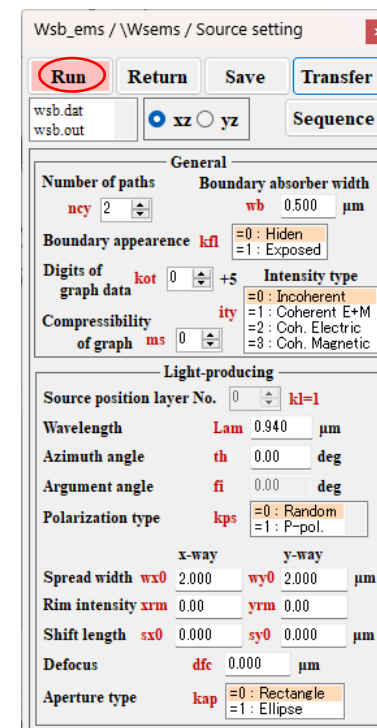 Wsb_ems / \Wsems / Source setting
Run Return Save Transfer
wsb.dat
wsb.out
xz yz Sequence
General
Number of paths Boundary absorber width
ncy 2 wb 0.500 μm
Boundary appearence kfl =0 : Hiden
=1 : Exposed
Digits of
graph data kot 0 +5 Intensity type
Compressibility
of graph ms 0 ity =0 : Incoherent
=1 : Coherent E+M
=2 : Coh. Electric
=3 : Coh. Magnetic
Light-producing
Source position layer No. 0 kl=1
Wavelength Lam 0.940 μm
Azimuth angle th 0.00 deg
Argument angle fi 0.00 deg
Polarization type kps =0 : Random
=1 : P-pol.
x-way y-way
Spread width wx0 2.000 wy0 2.000 μm
Rim intensity xrm 0.00 yrm 0.00
Shift length sx0 0.000 sy0 0.000 μm
Defocus dfc 0.000 μm
Aperture type kap =0 : Rectangle
=1 : Ellipse